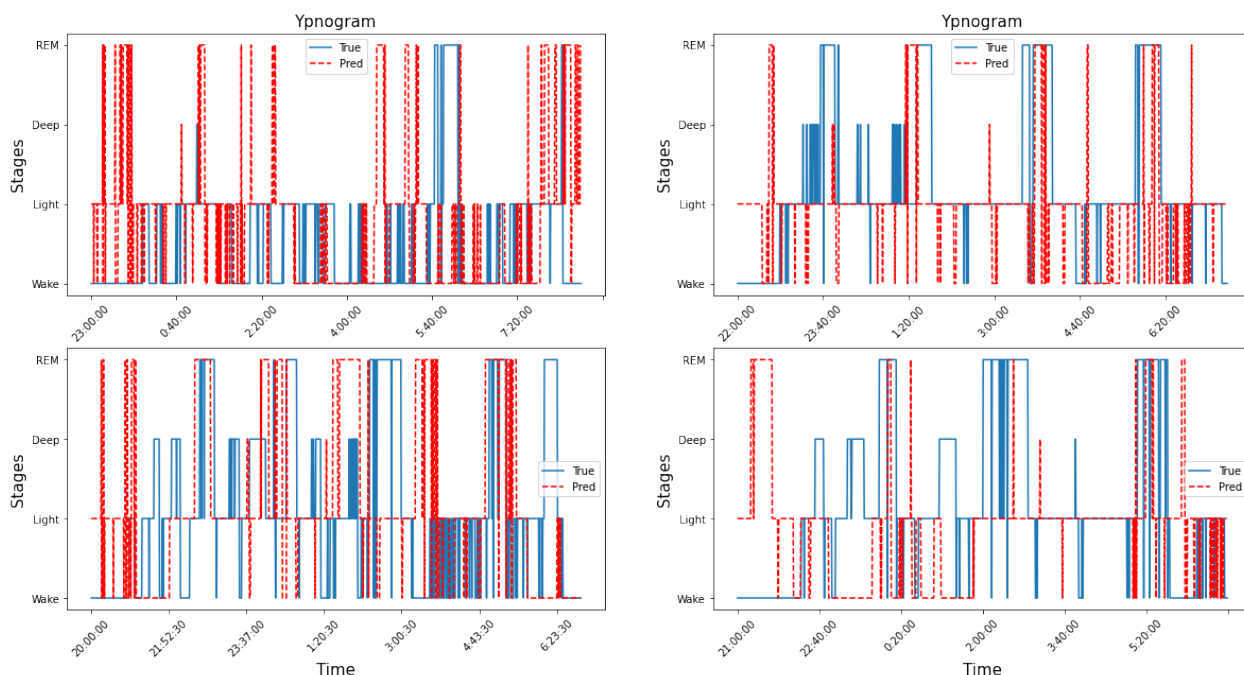 Ypnogram
Stages
REM
Deep
Light
Wake
True
Pred
23:00:00
0:40:00
2:20:00
4:00:00
5:40:00
7:20:00
Ypnogram
Stages
REM
Deep
Light
Wake
True
Pred
22:00:00
23:40:00
1:20:00
3:00:00
4:40:00
6:20:00
Stages
REM
Deep
Light
Wake
True
Pred
20:00:00
21:52:30
23:37:00
1:20:30
3:00:30
4:43:30
6:23:30
Time
Stages
REM
Deep
Light
Wake
True
Pred
21:00:00
22:40:00
0:20:00
2:00:00
3:40:00
5:20:00
Time